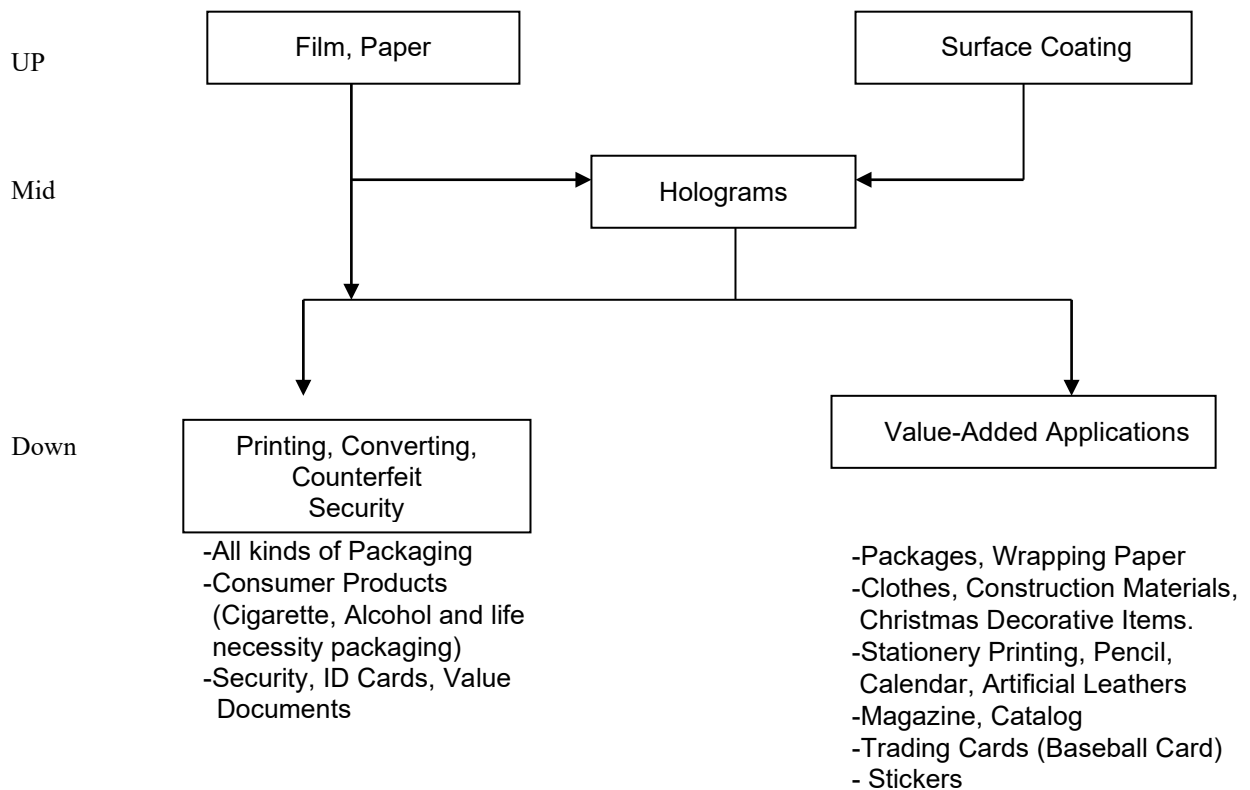 UP
Film, Paper
Surface Coating
Mid
Holograms
Down
Printing, Converting,
Counterfeit
Security
-All kinds of Packaging
-Consumer Products
(Cigarette, Alcohol and life
necessity packaging)
-Security, ID Cards, Value
Documents
Value-Added Applications
-Packages, Wrapping Paper
-Clothes, Construction Materials,
Christmas Decorative Items.
-Stationery Printing, Pencil,
Calendar, Artificial Leathers
-Magazine, Catalog
-Trading Cards (Baseball Card)
- Stickers